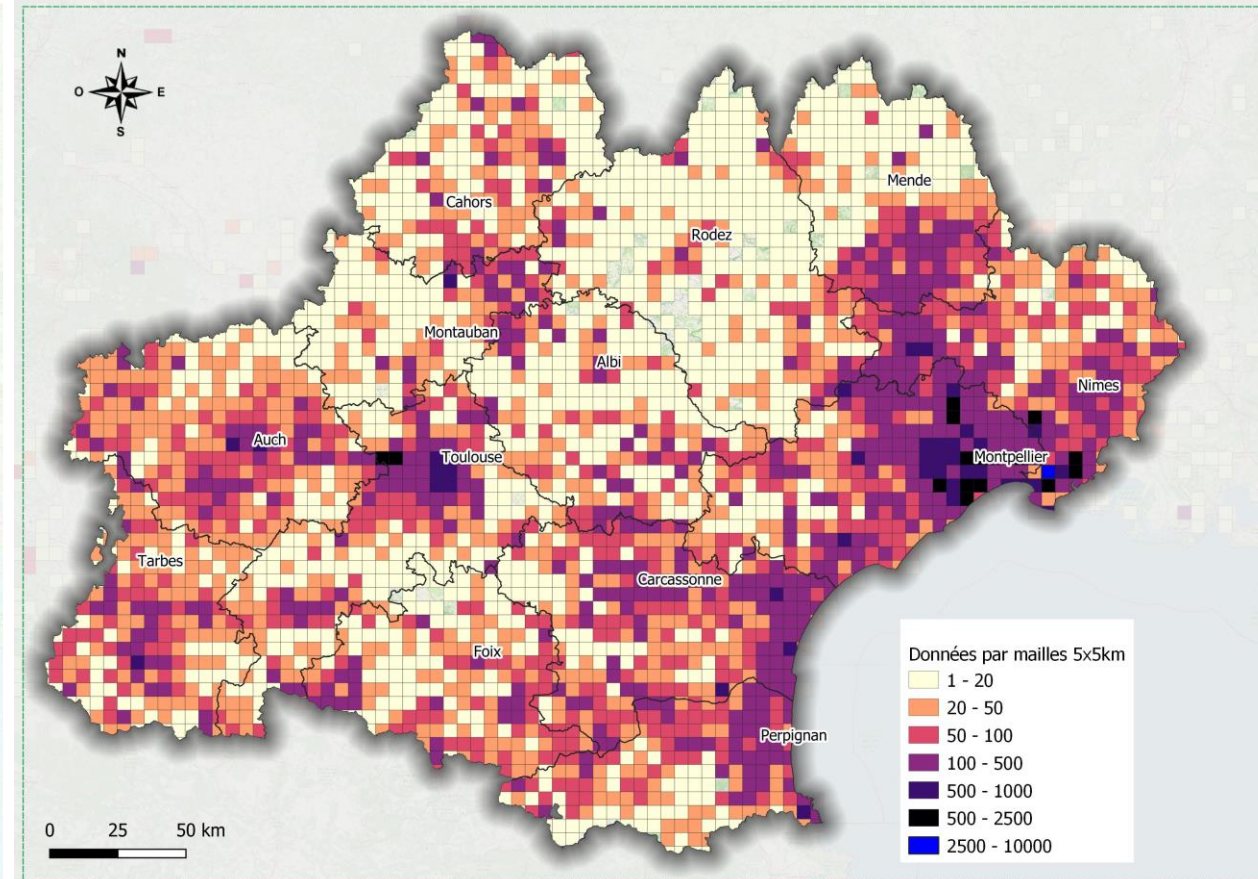 N
O E
S
Mende
Cahors
Rodez
Montauban
Albi
Nimes
Auch
Toulouse
Montpellier
Tarbes
Carcassonne
Foix
Perpignan
Données par mailles 5x5km
1 - 20
20 - 50
50 - 100
100 - 500
500 - 1000
500 - 2500
2500 - 10000
0 25 50 km